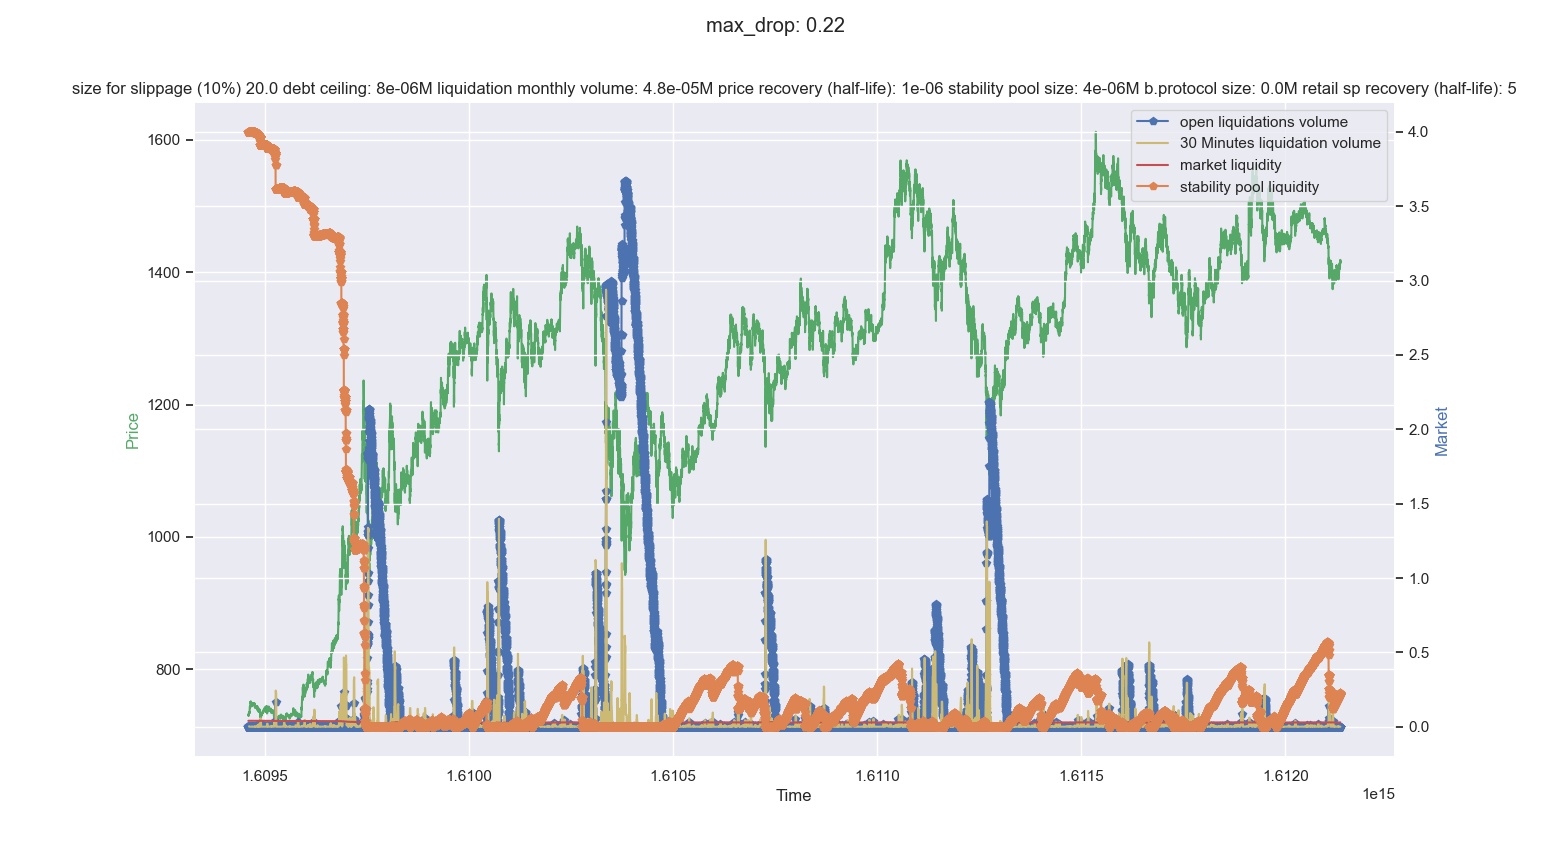 max_drop: 0.22
size for slippage (10%) 20.0 debt ceiling: 8e-06M liquidation monthly volume: 4.8e-05M price recovery (half-life): 1e-06 stability pool size: 4e-06M b.protocol size: 0.0M retail sp recovery (half-life): 5
open liquidations volume
30 Minutes liquidation volume
market liquidity
stability pool liquidity
1600
1400
1200
1000
800
Price
4.0
3.5
3.0
2.5
2.0
1.5
1.0
0.5
0.0
Market
1.6095 1.6100 1.6105 1.6110 1.6115 1.6120
Time
1e15